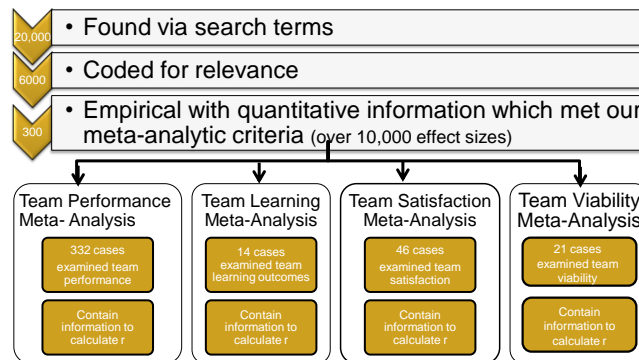 20,000
• Found via search terms
6000
• Coded for relevance
300
• Empirical with quantitative information which met our
meta-analytic criteria (over 10,000 effect sizes)
Team Performance
Meta- Analysis
332 cases
examined team
performance
Contain
information to
calculate r
Team Learning
Meta-Analysis
14 cases
examined team
learning outcomes
Contain
information to
calculate r
Team Satisfaction
Meta-Analysis
46 cases
examined team
satisfaction
Contain
information to
calculate r
Team Viability
Meta-Analysis
21 cases
examined team
viability
Contain
information to
calculate r